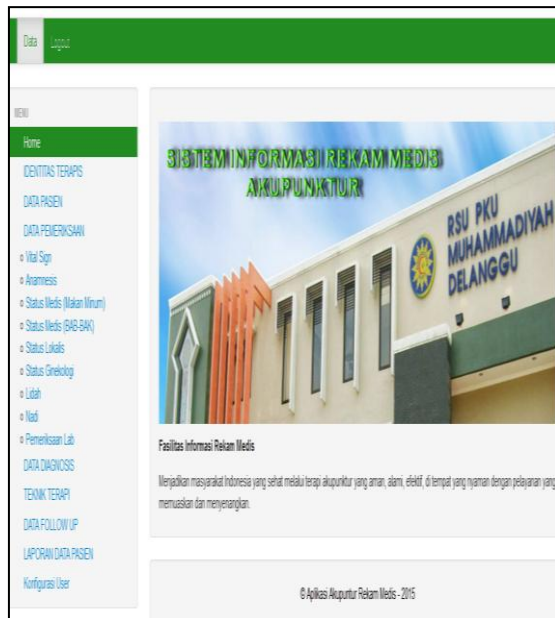 Data Logout
MENU
Home
IDENTITAS TERAPIS
DATA PASIEN
DATA PEMERIKSAAN
Vital Sign
Anamnesis
Status Medis (Makan Minum)
Status Medis (BAB-BAK)
Status Lokalis
Status Ginekologi
Lidah
Nadi
Pemeriksaan Lab
DATA DIAGNOSIS
TEKNIK TERAPI
DATA FOLLOW UP
LAPORAN DATA PASIEN
Konfigurasi User
SISTEM INFORMASI REKAM MEDIS
AKUPUNKTUR
RSU PKU
MUHAMMADIYAH
DELANGGU
Fasilitas Informasi Rekam Medis
Menjadikan masyarakat Indonesia yang sehat melalui terapi akupunktur yang aman, alami, efektif, di tempat yang nyaman dengan pelayanan yang
memuaskan dan menyenangkan.
© Aplikasi Akupuntur Rekam Medis - 2015